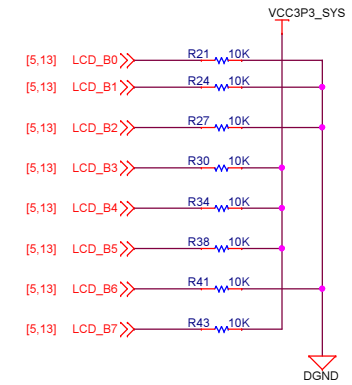 VCC3P3_SYS
[5,13] LCD_B0 R21 10K
[5,13] LCD_B1 R24 10K
[5,13] LCD_B2 R27 10K
[5,13] LCD_B3 R30 10K
[5,13] LCD_B4 R34 10K
[5,13] LCD_B5 R38 10K
[5,13] LCD_B6 R41 10K
[5,13] LCD_B7 R43 10K
DGND